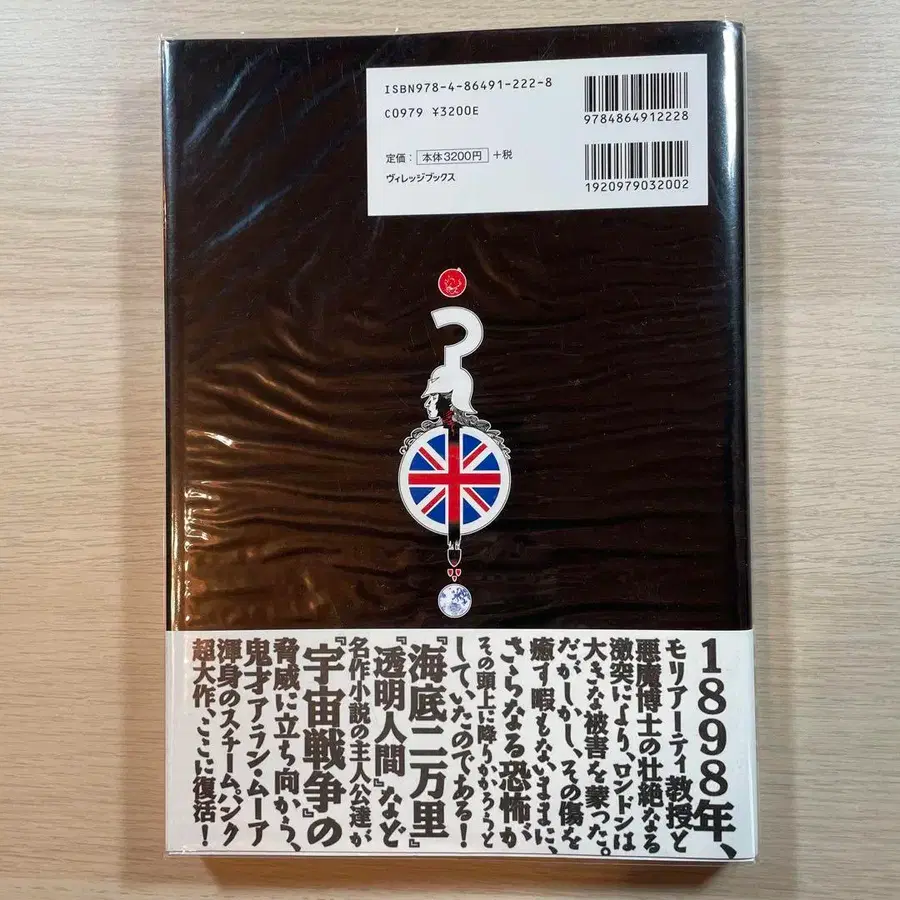 ISBN978-4-86491-222-8
C0979 ¥3200E
定価：本体3200円＋税
ヴィレッジブックス
9784864912228
1920979032002
1898年、
モリアーティ教授と
悪魔博士の壮絶なる
激突により、ロンドンは
大きな被害を蒙った。
だがしかし、その傷を
癒す暇もないままに、
さらなる恐怖が
その頭上に降りかかろうと
していたのである！
『海底二万里』
『透明人間』など
名作小説の主人公達が
『宇宙戦争』の
脅威に立ち向かう、
鬼才アラン・ムーア
渾身のスチームパンク
超大作、ここに復活！